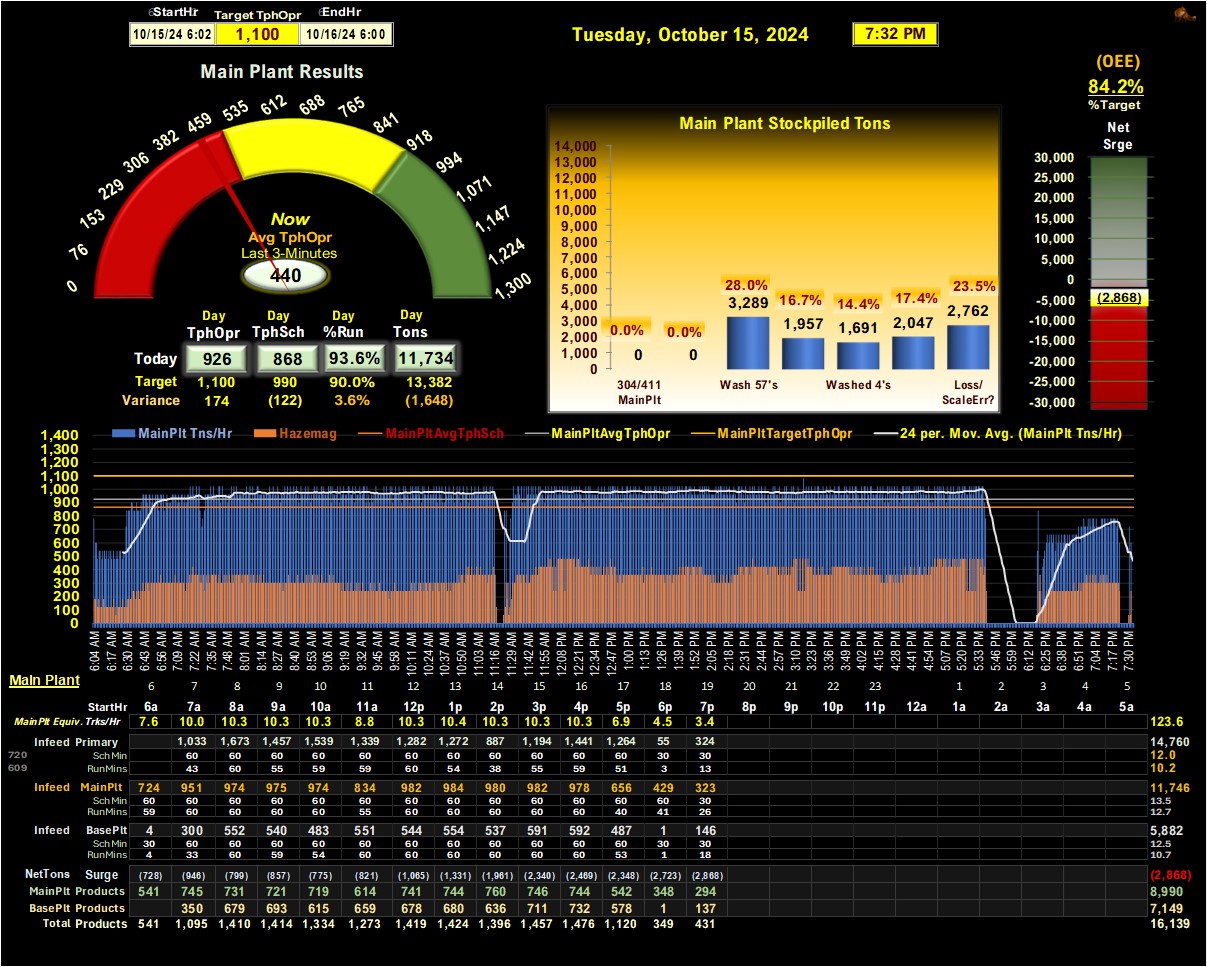 StartHr Target TphOpr EndHr
10/15/24 6:02 1,100 10/16/24 6:00
Tuesday, October 15, 2024 7:32 PM
(OEE)
84.2%
%Target
Main Plant Results
0 76 153 229 306 382 459 535 612 688 765 841 918 994 1,071 1,147 1,224 1,300
Now
Avg TphOpr
Last 3-Minutes
440
Day Day Day Day
TphOpr TphSch %Run Tons
Today 926 868 93.6% 11,734
Target 1,100 990 90.0% 13,382
Variance 174 (122) 3.6% (1,648)
Main Plant Stockpiled Tons
14,000
13,000
12,000
11,000
10,000
9,000
8,000
7,000
6,000
5,000
4,000
3,000
2,000
1,000
0
0.0% 0.0% 28.0% 16.7% 14.4% 17.4% 23.5%
0 0 3,289 1,957 1,691 2,047 2,762
304/411 MainPlt Wash 57's Washed 4's Loss/ ScaleErr?
Net
Srge
30,000
25,000
20,000
15,000
10,000
5,000
0
-5,000
-10,000
-15,000
-20,000
-25,000
-30,000
(2,868)
MainPlt Tns/Hr Hazemag MainPltAvgTphSch MainPltAvgTphOpr MainPltTargetTphOpr 24 per. Mov. Avg. (MainPlt Tns/Hr)
1,400
1,300
1,200
1,100
1,000
900
800
700
600
500
400
300
200
100
0
6:04 AM 6:17 AM 6:30 AM 6:43 AM 6:56 AM 7:09 AM 7:22 AM 7:35 AM 7:48 AM 8:01 AM 8:14 AM 8:27 AM 8:40 AM 8:53 AM 9:06 AM 9:19 AM 9:32 AM 9:45 AM 9:58 AM 10:11 AM 10:24 AM 10:37 AM 10:50 AM 11:03 AM 11:16 AM 11:29 AM 11:42 AM 11:55 AM 12:08 PM 12:21 PM 12:34 PM 12:47 PM 1:00 PM 1:13 PM 1:26 PM 1:39 PM 1:52 PM 2:05 PM 2:18 PM 2:31 PM 2:44 PM 2:57 PM 3:10 PM 3:23 PM 3:36 PM 3:49 PM 4:02 PM 4:15 PM 4:28 PM 4:41 PM 4:54 PM 5:07 PM 5:20 PM 5:33 PM 5:46 PM 5:59 PM 6:12 PM 6:25 PM 6:38 PM 6:51 PM 7:04 PM 7:17 PM 7:30 PM
Main Plant 6 7 8 9 10 11 12 13 14 15 16 17 18 19 20 21 22 23 1 2 3 4 5
StartHr 6a 7a 8a 9a 10a 11a 12p 1p 2p 3p 4p 5p 6p 7p 8p 9p 10p 11p 12a 1a 2a 3a 4a 5a
MainPlt Equiv. Trks/Hr 7.6 10.0 10.3 10.3 10.3 8.8 10.3 10.4 10.3 10.3 10.3 6.9 4.5 3.4 123.6
Infeed Primary 1,033 1,673 1,457 1,539 1,339 1,282 1,272 887 1,194 1,441 1,264 55 324 14,760
720 SchMin 60 60 60 60 60 60 60 60 60 60 60 30 30 12.0
609 RunMins 43 60 55 59 59 60 54 38 55 59 51 3 13 10.2
Infeed MainPlt 724 951 974 975 974 834 982 984 980 982 978 656 429 323 11,746
SchMin 60 60 60 60 60 60 60 60 60 60 60 60 60 30 13.5
RunMins 59 60 60 60 60 55 60 60 60 60 60 40 41 26 12.7
Infeed BasePlt 4 300 552 540 483 551 544 554 537 591 592 487 1 146 5,882
SchMin 30 60 60 60 60 60 60 60 60 60 60 60 30 30 12.5
RunMins 4 33 60 59 54 60 60 60 60 60 60 53 1 18 10.7
NetTons Surge (728) (946) (799) (857) (775) (821) (1,065) (1,331) (1,961) (2,340) (2,469) (2,348) (2,723) (2,868) (2,868)
MainPlt Products 541 745 731 721 719 614 741 744 760 746 744 542 348 294 8,990
BasePlt Products 350 679 693 615 659 678 680 636 711 732 578 1 137 7,149
Total Products 541 1,095 1,410 1,414 1,334 1,273 1,419 1,424 1,396 1,457 1,476 1,120 349 431 16,139